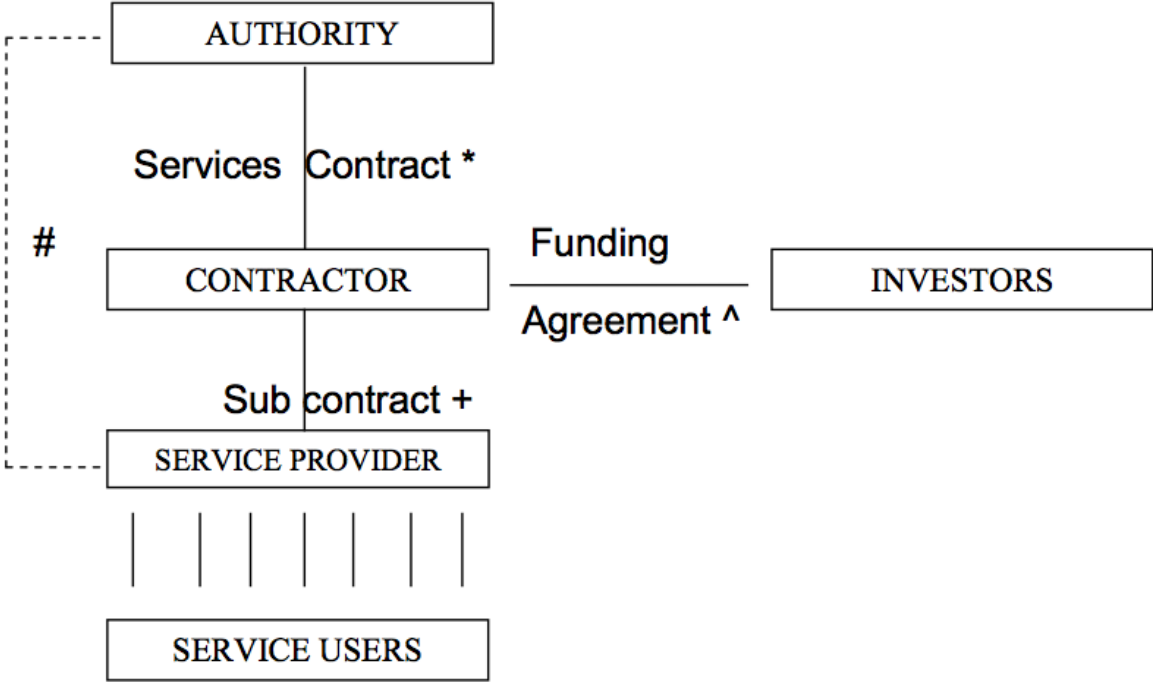 AUTHORITY
Services Contract *
#
Funding
CONTRACTOR
INVESTORS
Agreement ^
Sub contract +
SERVICE PROVIDER
SERVICE USERS